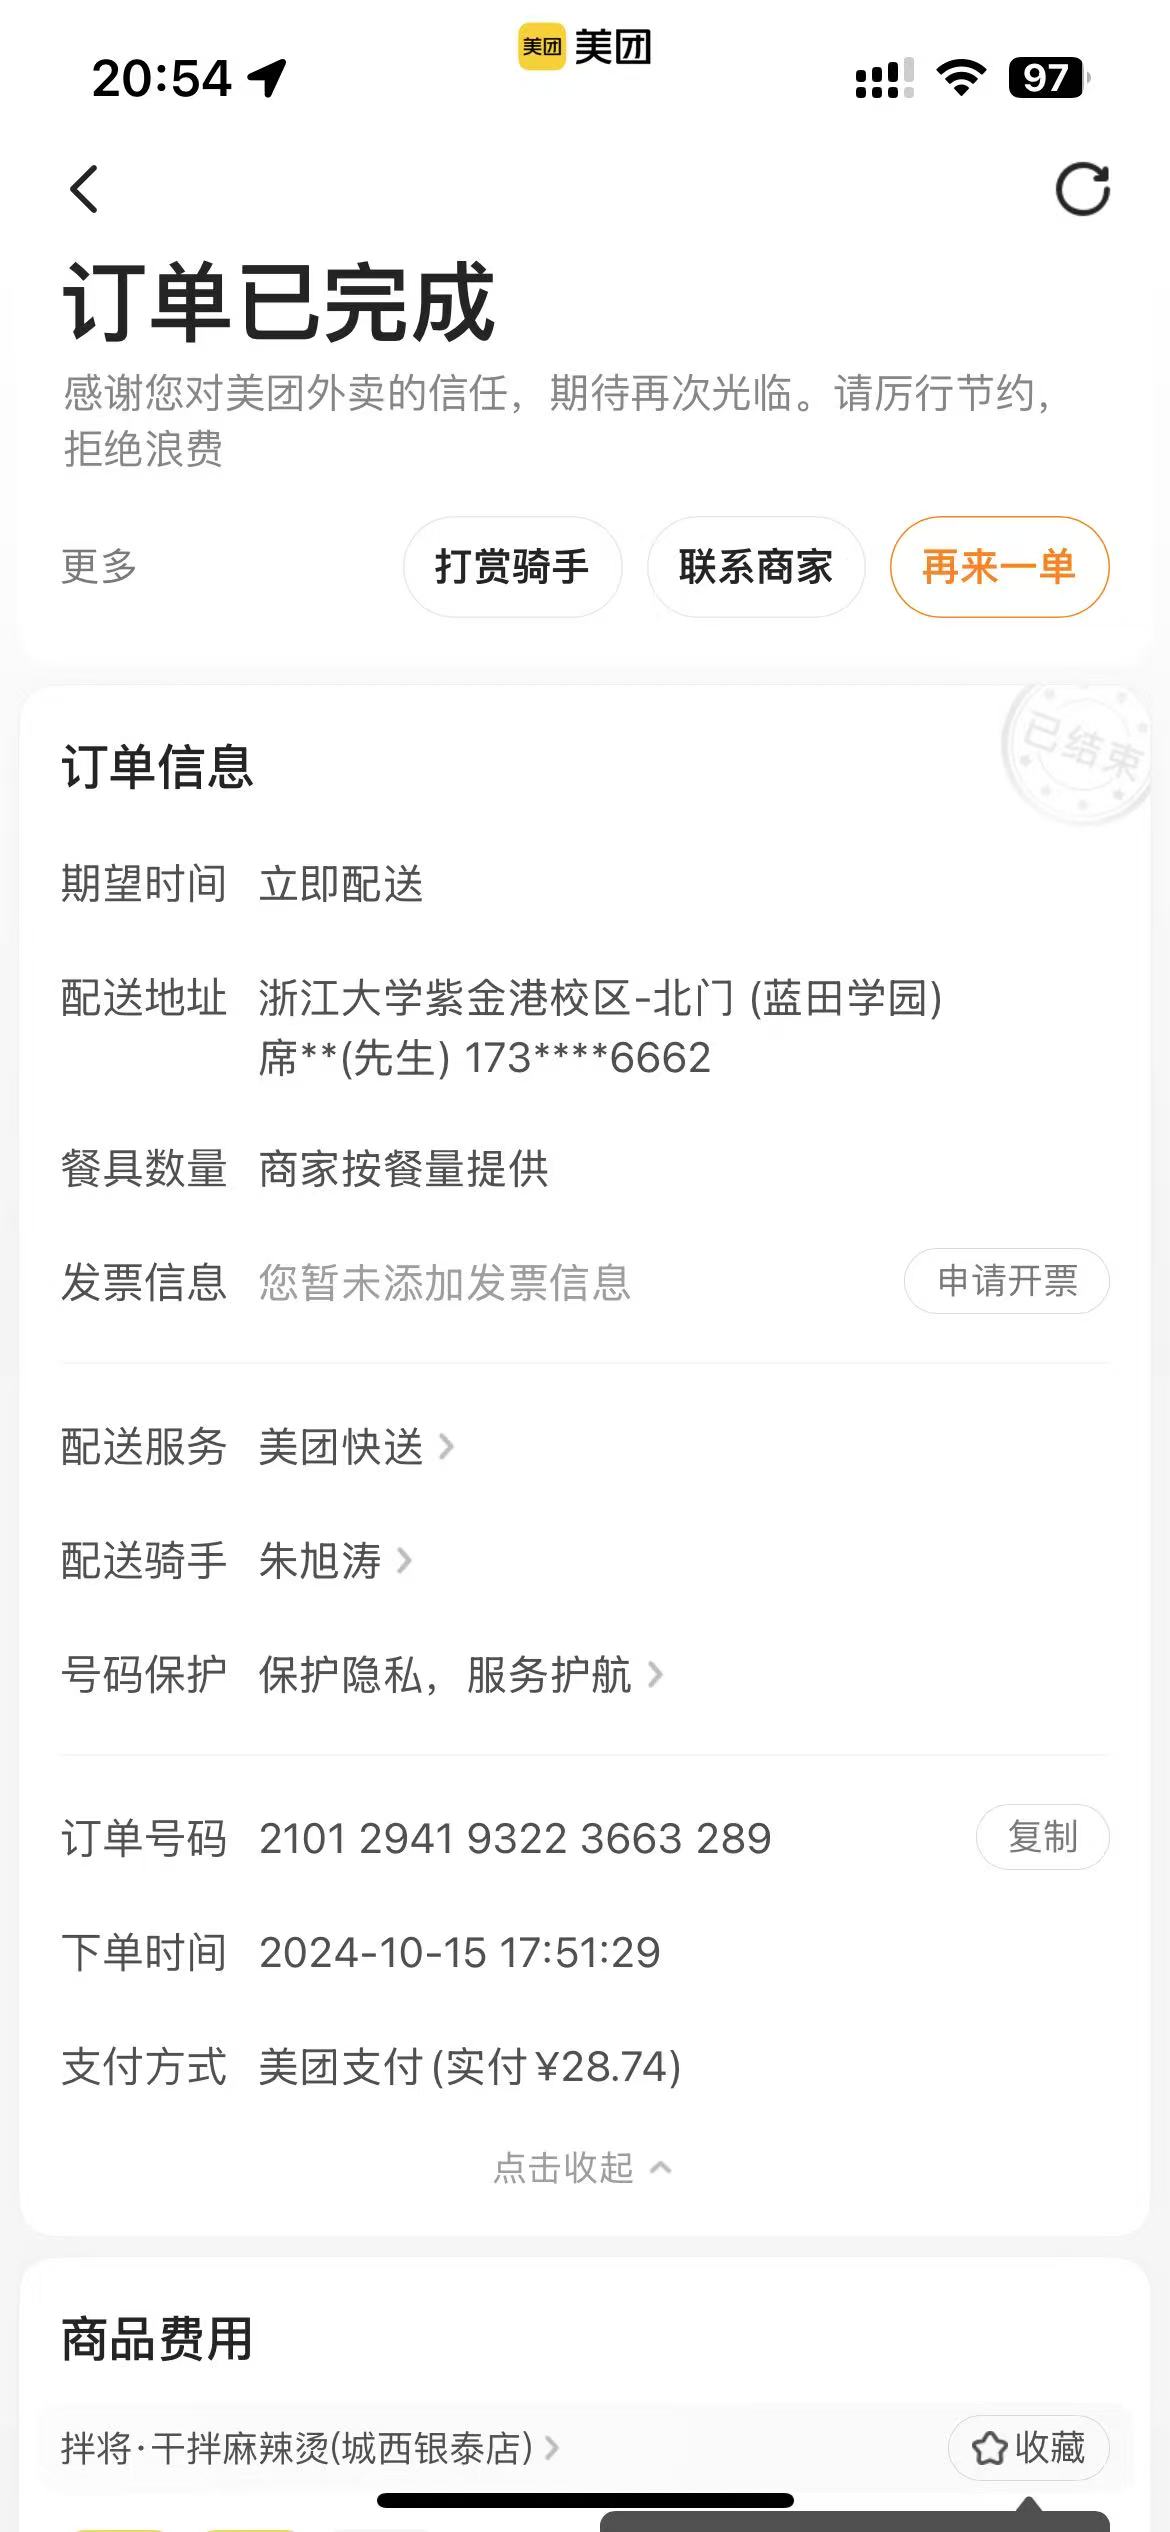 美团 美团
20:54 97
订单已完成
感谢您对美团外卖的信任，期待再次光临。请厉行节约，
拒绝浪费
更多 打赏骑手 联系商家 再来一单
已结束
订单信息
期望时间 立即配送
配送地址 浙江大学紫金港校区-北门 (蓝田学园)
席**(先生) 173****6662
餐具数量 商家按餐量提供
发票信息 您暂未添加发票信息 申请开票
配送服务 美团快送
配送骑手 朱旭涛
号码保护 保护隐私，服务护航
订单号码 2101 2941 9322 3663 289 复制
下单时间 2024-10-15 17:51:29
支付方式 美团支付(实付¥28.74)
点击收起
商品费用
拌将·干拌麻辣烫(城西银泰店) 收藏